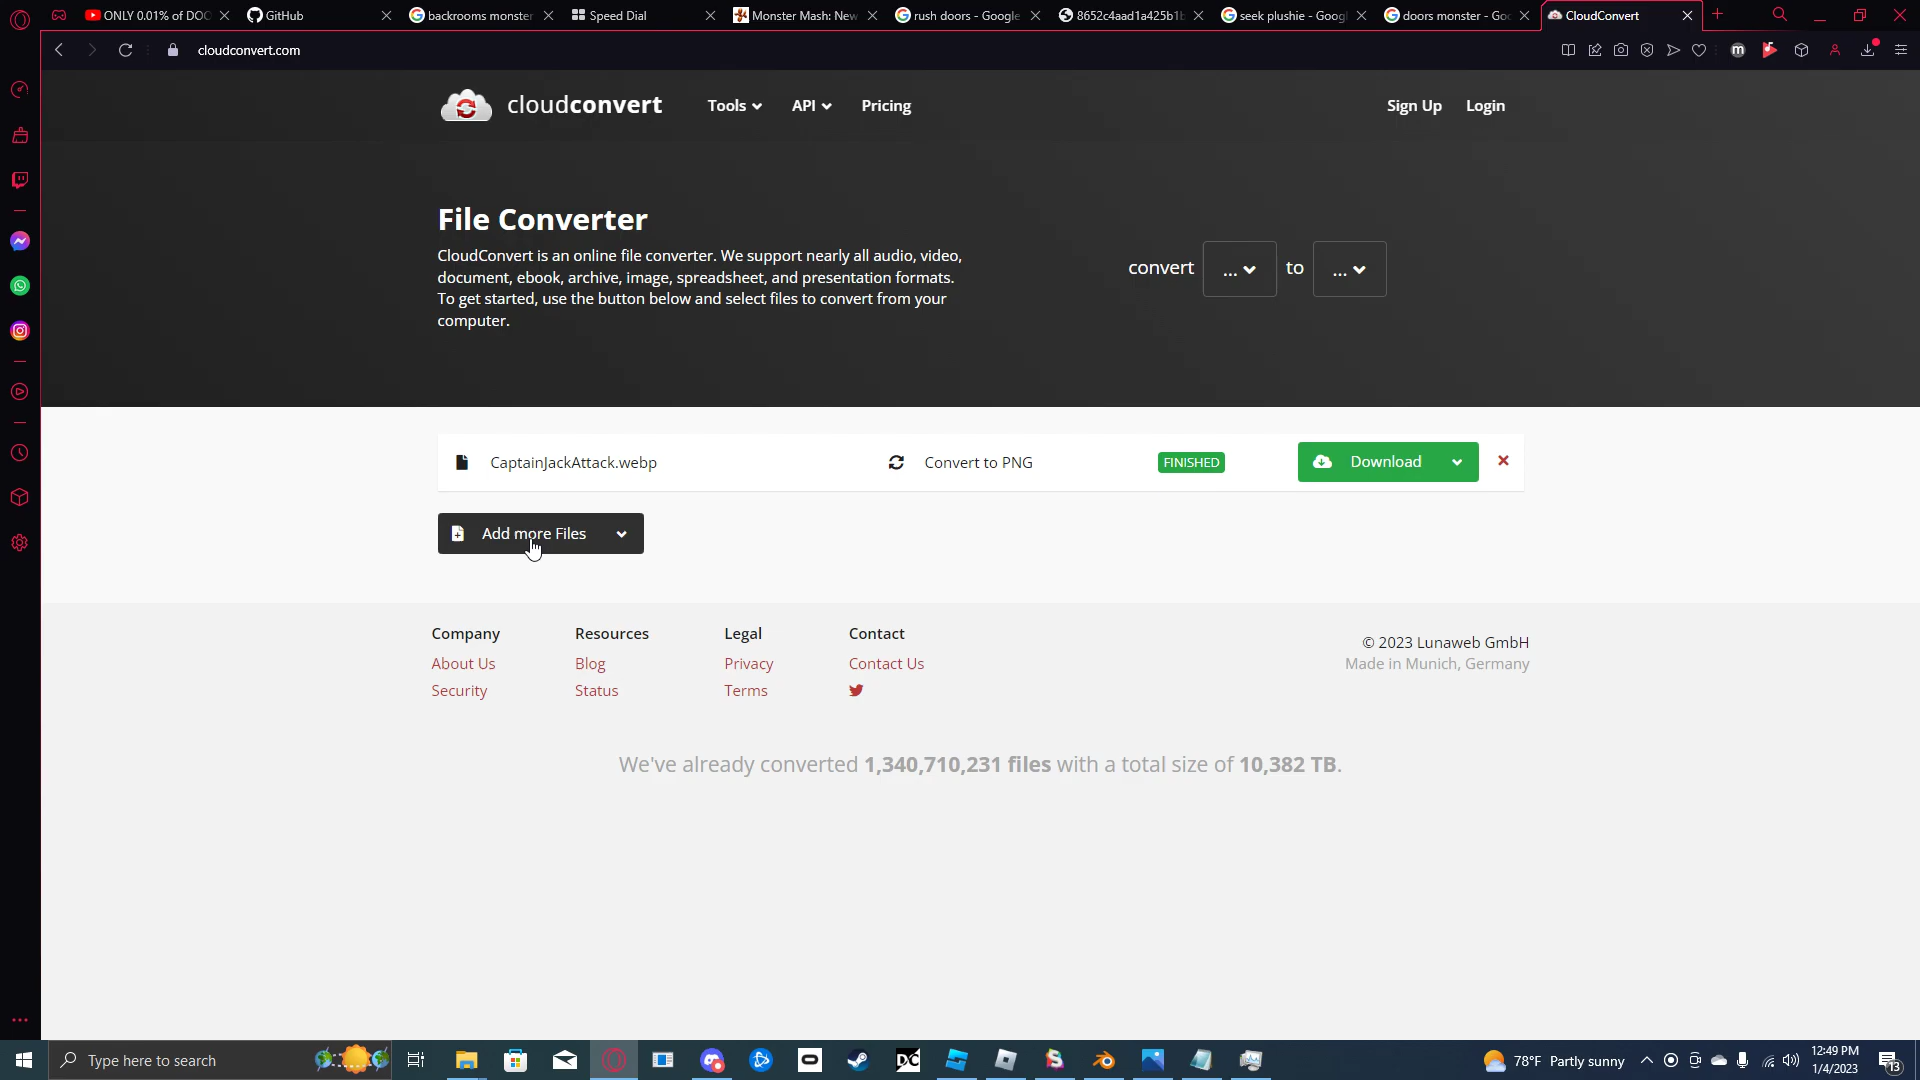 ONLY 0.01% of DOO
GitHub
backrooms monster
Speed Dial
Monster Mash: New
rush doors - Google
8652c4aad1a425b1b
seek plushie - Googl
doors monster - Goo
CloudConvert
cloudconvert.com
cloudconvert
Tools
API
Pricing
Sign Up
Login
File Converter
CloudConvert is an online file converter. We support nearly all audio, video,
document, ebook, archive, image, spreadsheet, and presentation formats.
To get started, use the button below and select files to convert from your
computer.
convert ... to ...
CaptainJackAttack.webp
Convert to PNG
FINISHED
Download
Add more Files
Company
Resources
Legal
Contact
About Us
Blog
Privacy
Contact Us
Security
Status
Terms
© 2023 Lunaweb GmbH
Made in Munich, Germany
We've already converted 1,340,710,231 files with a total size of 10,382 TB.
Type here to search
DC
78°F Partly sunny
12:49 PM
1/4/2023
13